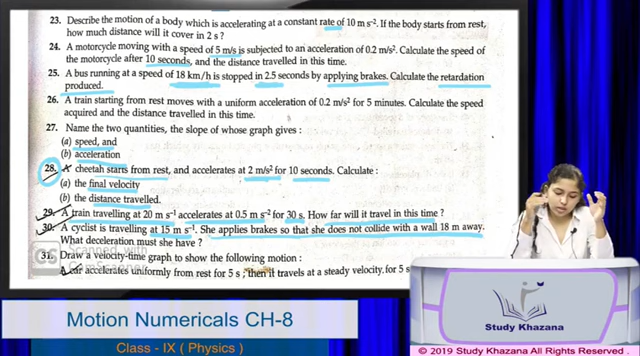 23. Describe the motion of a body which is accelerating at a constant rate of 10 m s⁻². If the body starts from rest,
how much distance will it cover in 2 s ?
24. A motorcycle moving with a speed of 5 m/s is subjected to an acceleration of 0.2 m/s². Calculate the speed of
the motorcycle after 10 seconds, and the distance travelled in this time.
25. A bus running at a speed of 18 km/h is stopped in 2.5 seconds by applying brakes. Calculate the retardation
produced.
26. A train starting from rest moves with a uniform acceleration of 0.2 m/s² for 5 minutes. Calculate the speed
acquired and the distance travelled in this time.
27. Name the two quantities, the slope of whose graph gives :
(a) speed, and
(b) acceleration
28. A cheetah starts from rest, and accelerates at 2 m/s² for 10 seconds. Calculate :
(a) the final velocity
(b) the distance travelled.
29. A train travelling at 20 m s⁻¹ accelerates at 0.5 m s⁻² for 30 s. How far will it travel in this time ?
30. A cyclist is travelling at 15 m s⁻¹. She applies brakes so that she does not collide with a wall 18 m away.
What deceleration must she have ?
31. Draw a velocity-time graph to show the following motion :
A car accelerates uniformly from rest for 5 s ; then it travels at a steady velocity for 5 s
CS Scanned with
CamScanner
Study Khazana
Motion Numericals CH-8
Class - IX ( Physics )
© 2019 Study Khazana All Rights Reserved